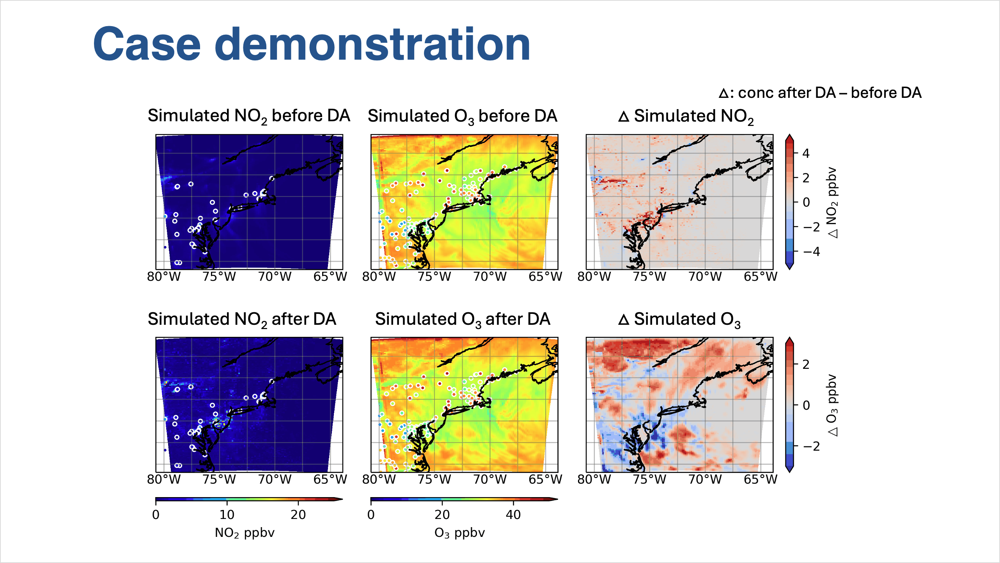 Case demonstration
Δ: conc after DA – before DA
Simulated NO₂ before DA
Simulated O₃ before DA
Δ Simulated NO₂
4
2
0
−2
−4
△ NO₂ ppbv
80°W 75°W 70°W 65°W
80°W 75°W 70°W 65°W
80°W 75°W 70°W 65°W
Simulated NO₂ after DA
Simulated O₃ after DA
Δ Simulated O₃
2
0
−2
△ O₃ ppbv
80°W 75°W 70°W 65°W
80°W 75°W 70°W 65°W
80°W 75°W 70°W 65°W
0 10 20
NO₂ ppbv
0 20 40
O₃ ppbv